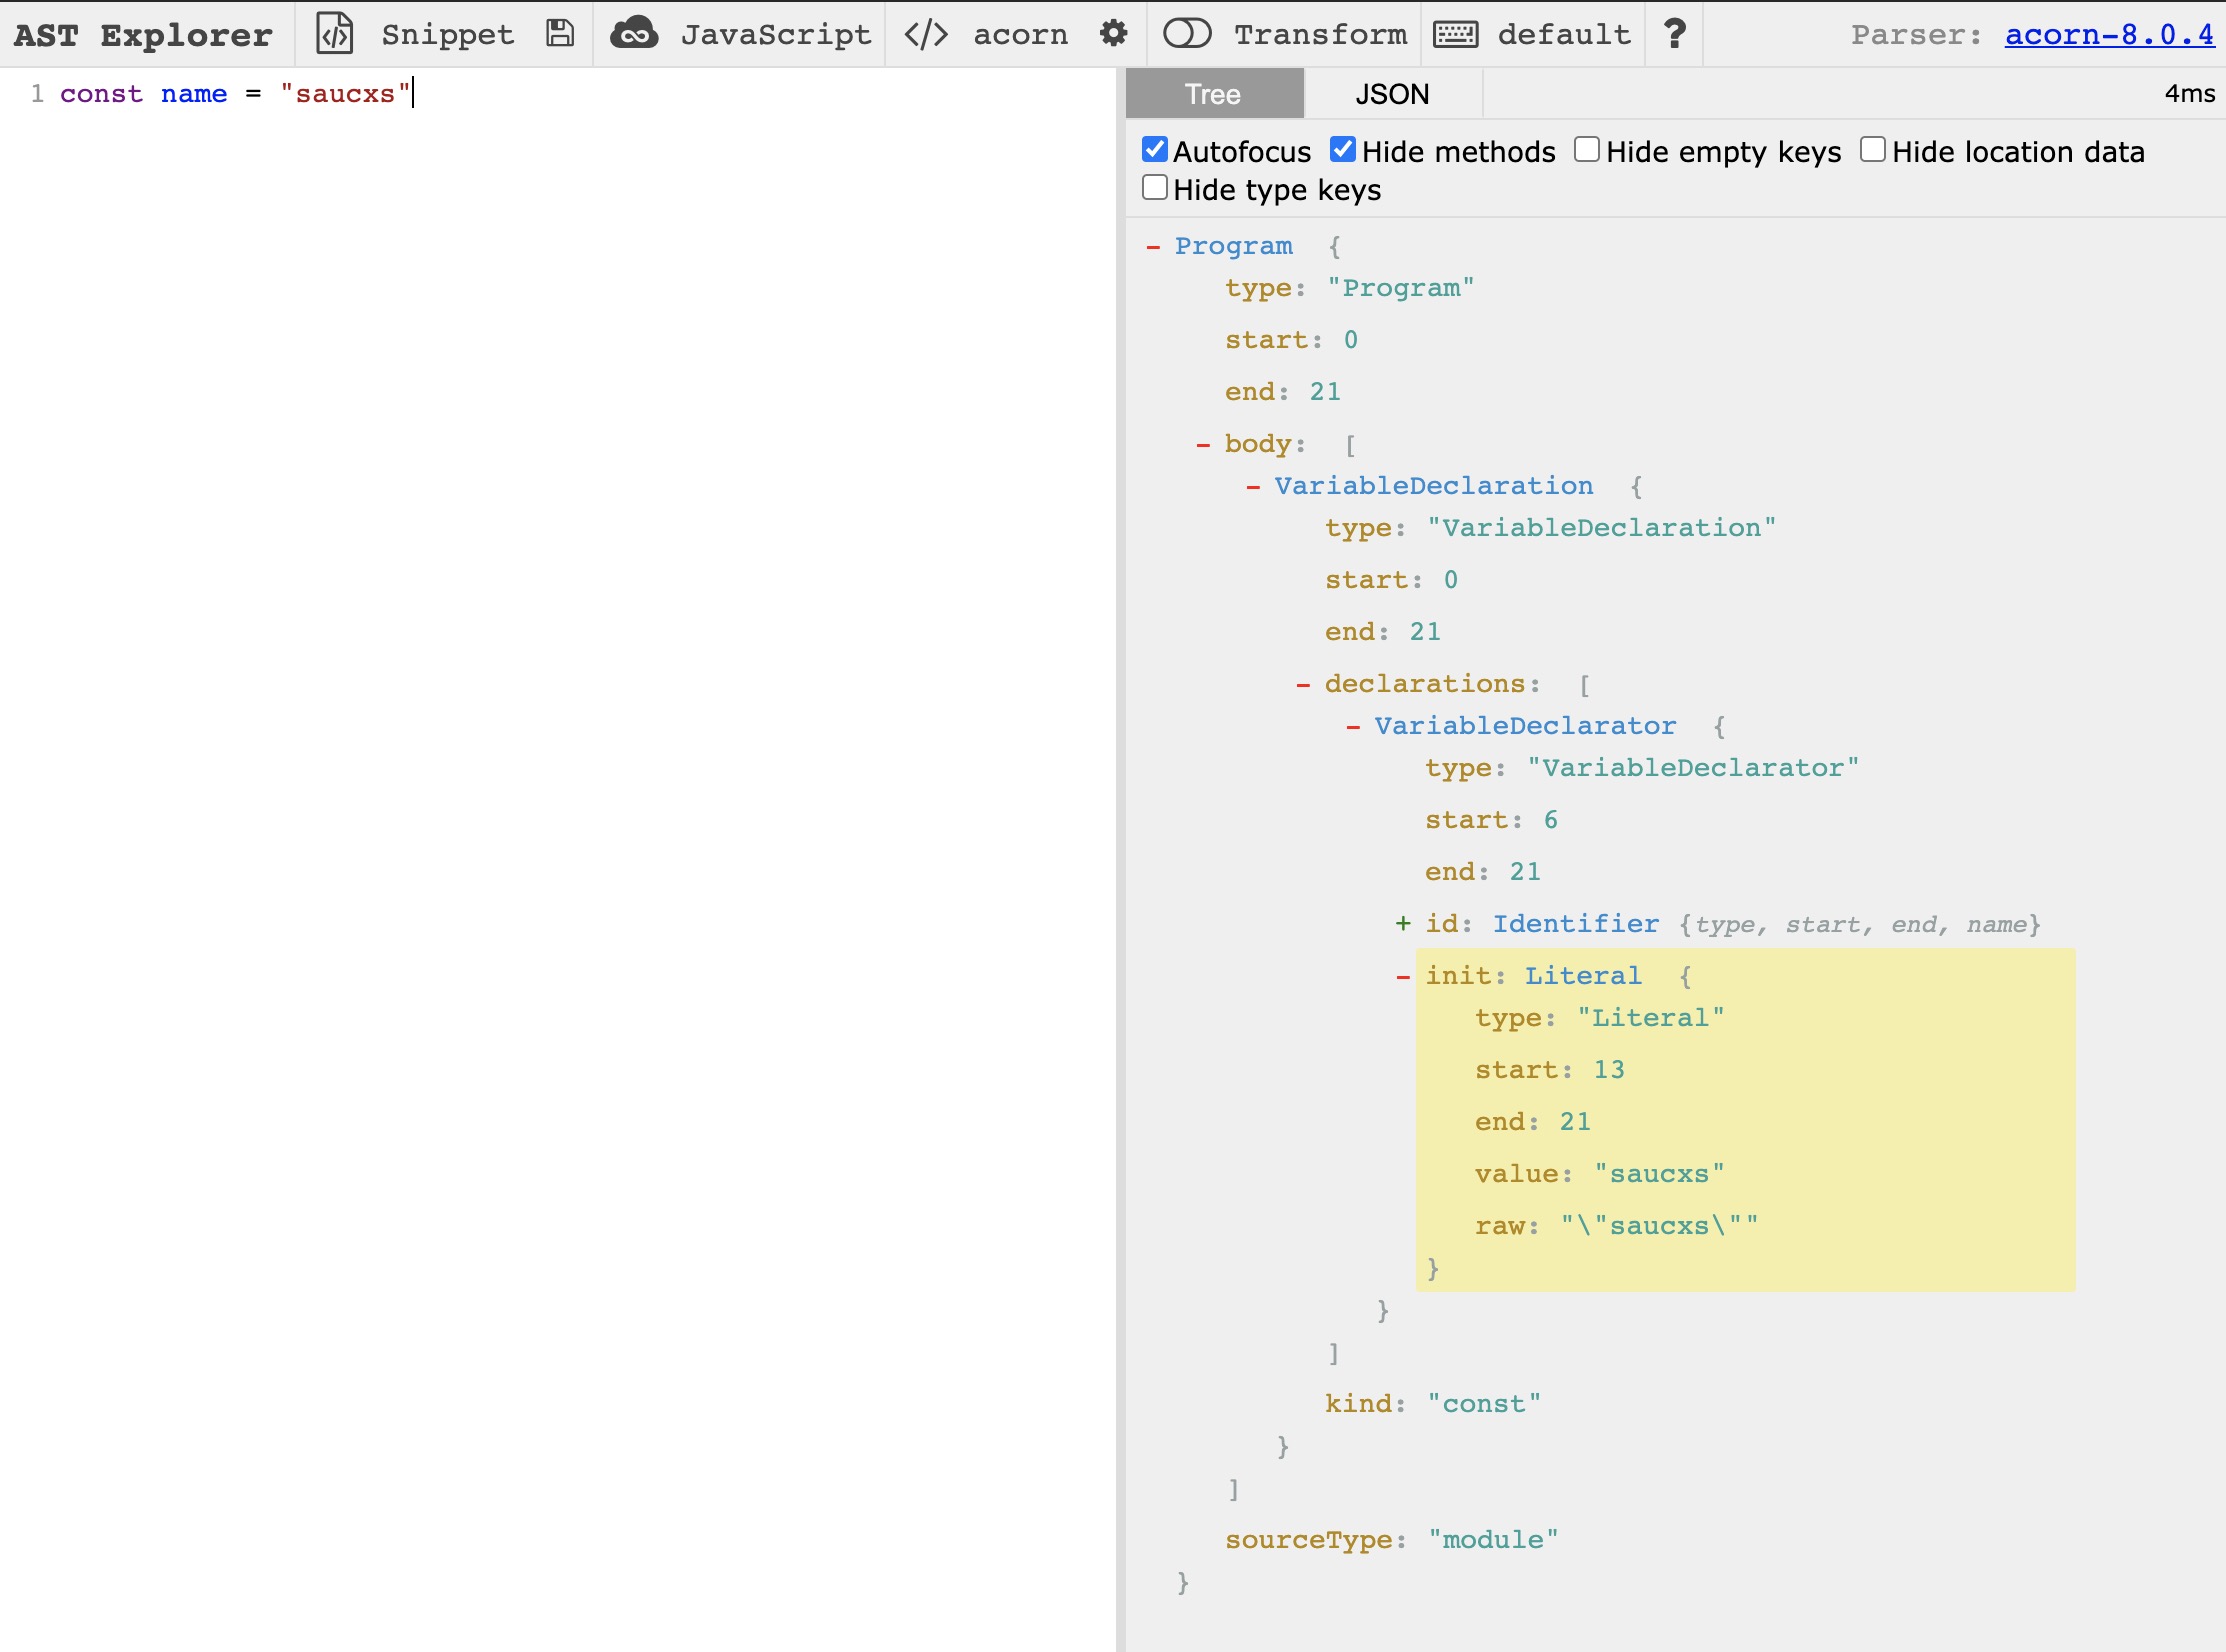 AST Explorer Snippet JavaScript </> acorn Transform default ? Parser: acorn-8.0.4
1 const name = "saucxs"
Tree JSON 4ms
Autofocus Hide methods Hide empty keys Hide location data
Hide type keys
- Program {
type: "Program"
start: 0
end: 21
- body: [
- VariableDeclaration {
type: "VariableDeclaration"
start: 0
end: 21
- declarations: [
- VariableDeclarator {
type: "VariableDeclarator"
start: 6
end: 21
+ id: Identifier {type, start, end, name}
- init: Literal {
type: "Literal"
start: 13
end: 21
value: "saucxs"
raw: "\"saucxs\""
}
}
]
kind: "const"
}
]
sourceType: "module"
}